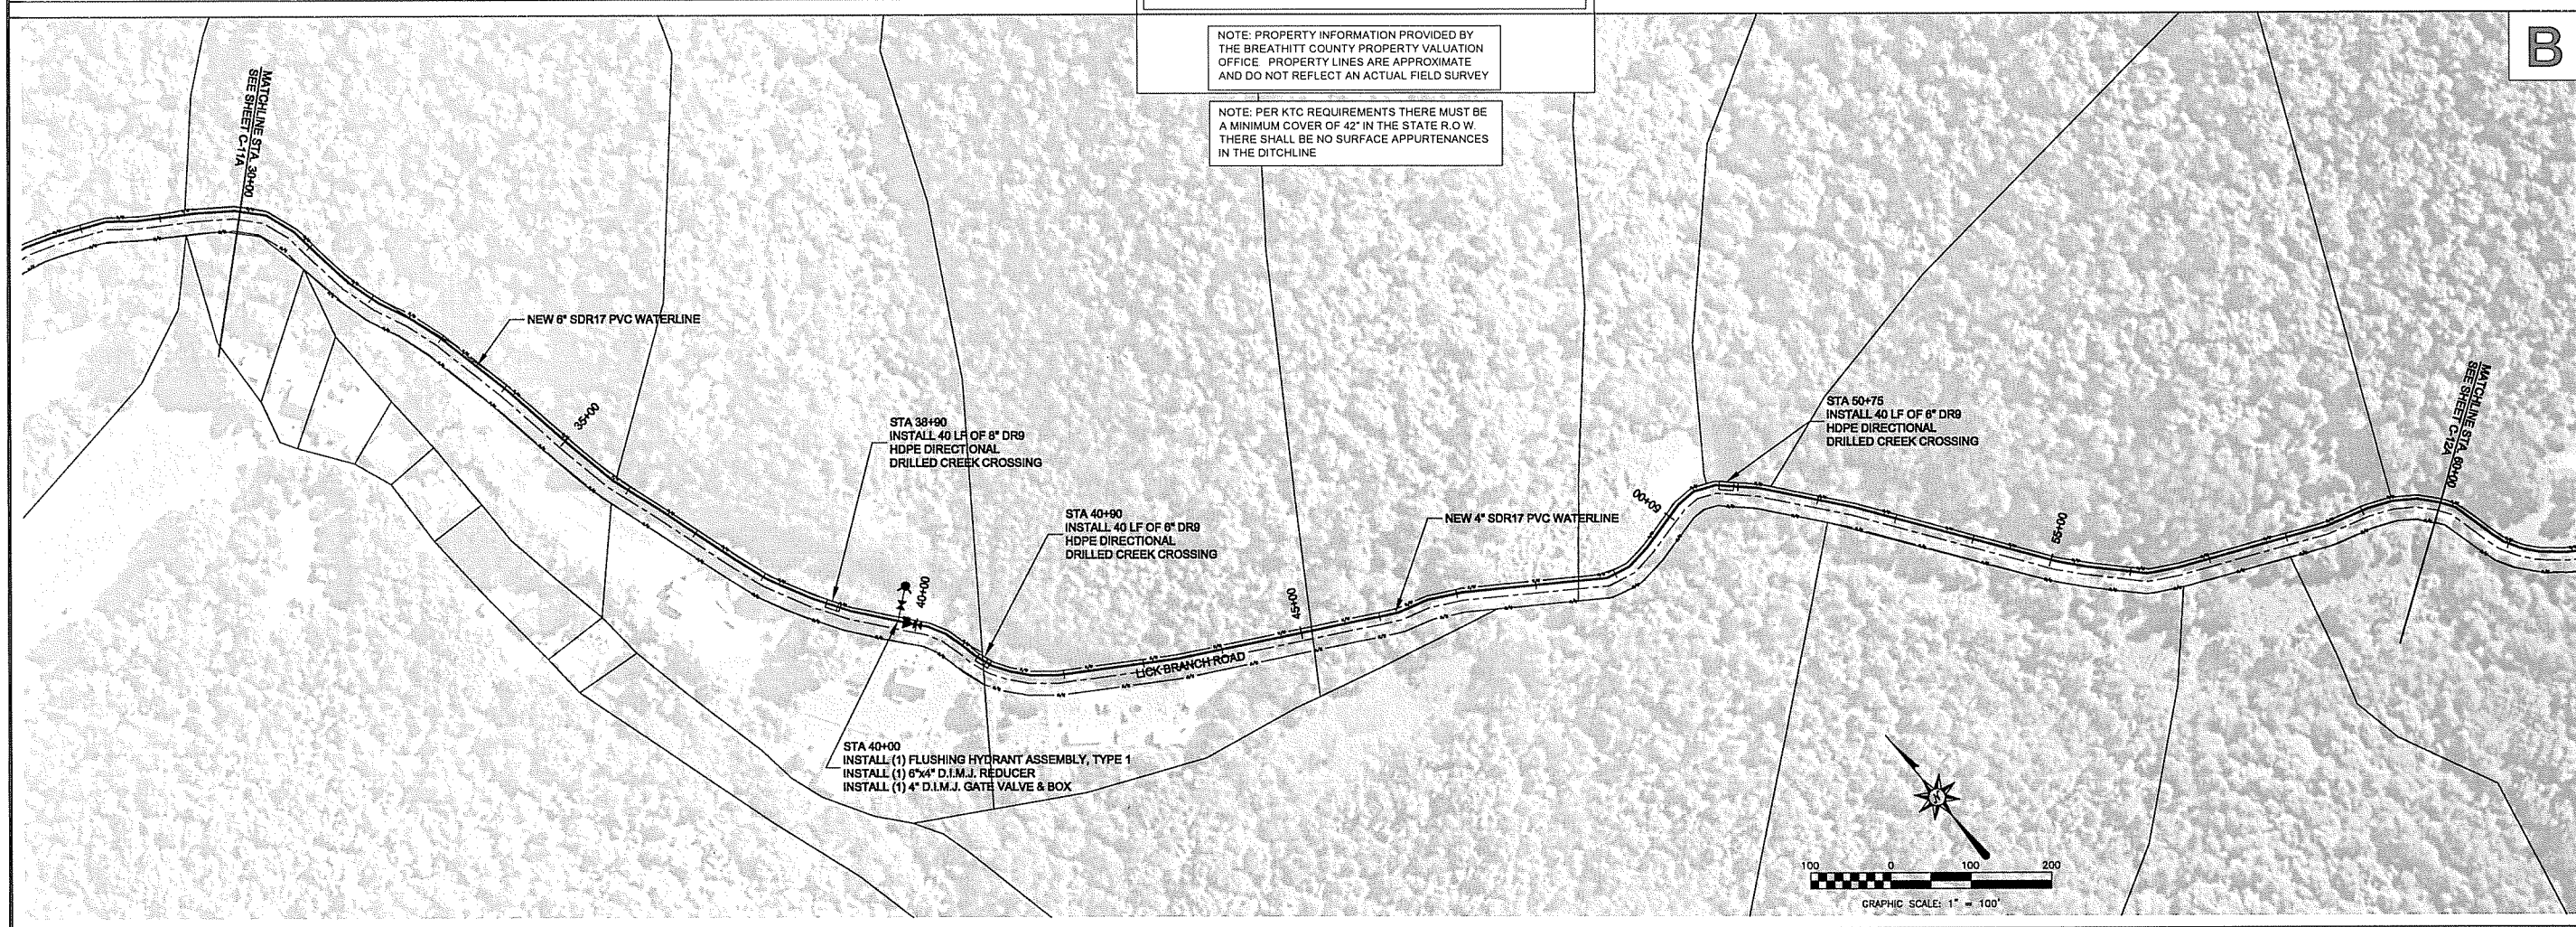 NOTE: PROPERTY INFORMATION PROVIDED BY
THE BREATHITT COUNTY PROPERTY VALUATION
OFFICE PROPERTY LINES ARE APPROXIMATE
AND DO NOT REFLECT AN ACTUAL FIELD SURVEY
B
NOTE: PER KTC REQUIREMENTS THERE MUST BE
A MINIMUM COVER OF 42" IN THE STATE R.O.W.
THERE SHALL BE NO SURFACE APPURTENANCES
IN THE DITCHLINE
MATCHLINE STA. 30+00
SEE SHEET C-11A
NEW 6" SDR17 PVC WATERLINE
35+00
STA 38+90
INSTALL 40 LF OF 8" DR9
HDPE DIRECTIONAL
DRILLED CREEK CROSSING
40+00
STA 40+90
INSTALL 40 LF OF 6" DR9
HDPE DIRECTIONAL
DRILLED CREEK CROSSING
STA 40+00
INSTALL (1) FLUSHING HYDRANT ASSEMBLY, TYPE 1
INSTALL (1) 6"x4" D.I.M.J. REDUCER
INSTALL (1) 4" D.I.M.J. GATE VALVE & BOX
LICK BRANCH ROAD
45+00
NEW 4" SDR17 PVC WATERLINE
50+00
STA 50+75
INSTALL 40 LF OF 6" DR9
HDPE DIRECTIONAL
DRILLED CREEK CROSSING
55+00
MATCHLINE STA. 60+00
SEE SHEET C-12A
N
100 0 100 200
GRAPHIC SCALE: 1" = 100'